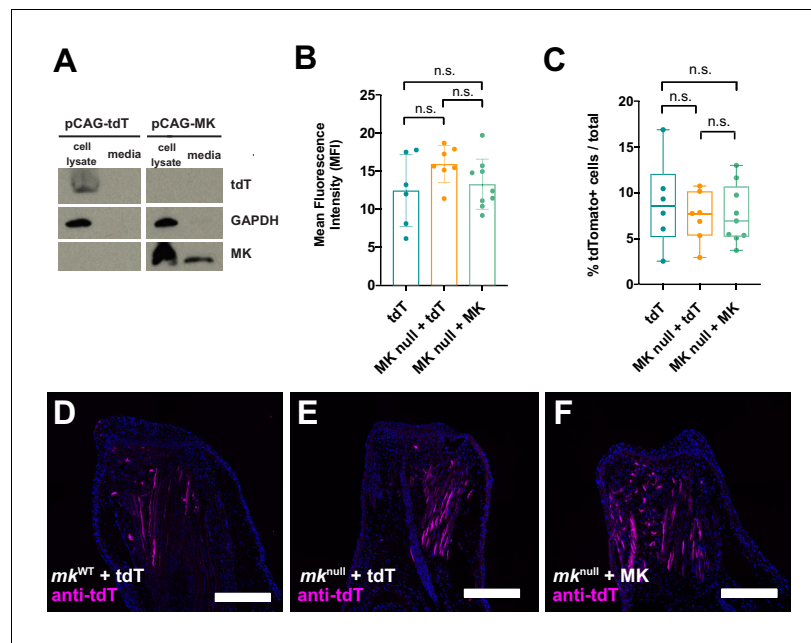 A
pCAG-tdT pCAG-MK
cell lysate media cell lysate media
tdT
GAPDH
MK
B
n.s.
n.s.
n.s.
Mean Fluorescence
Intensity (MFI)
25
20
15
10
5
0
tdT
MK null + tdT
MK null + MK
C
n.s.
n.s.
n.s.
% tdTomato+ cells / total
20
15
10
5
0
tdT
MK null + tdT
MK null + MK
D
mkWT + tdT
anti-tdT
E
mknull + tdT
anti-tdT
F
mknull + MK
anti-tdT